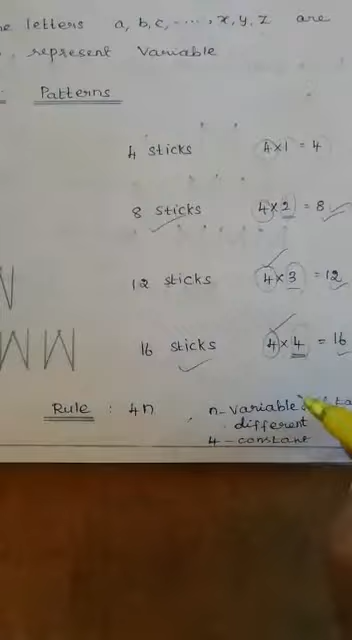 letters a, b, c, ...., x, y, z are
represent Variable
Patterns
4 sticks 4×1 = 4
8 sticks 4×2 = 8
12 sticks 4×3 = 12
16 sticks 4×4 = 16
Rule : 4n n-Variable
different
4 - constant